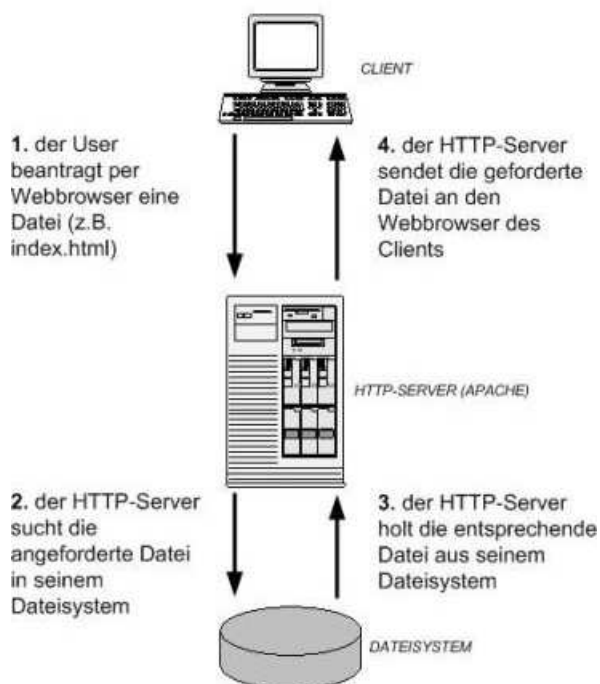 CLIENT
1. der User
beantragt per
Webbrowser eine
Datei (z.B.
index.html)
4. der HTTP-Server
sendet die geforderte
Datei an den
Webbrowser des
Clients
HTTP-SERVER (APACHE)
2. der HTTP-Server
sucht die
angeforderte Datei
in seinem
Dateisystem
3. der HTTP-Server
holt die entsprechende
Datei aus seinem
Dateisystem
DATEISYSTEM